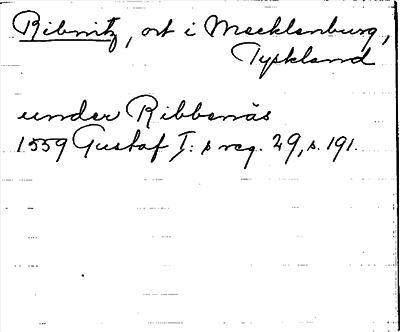 Ribnitz, ort i Mecklenburg,
Tyskland
under Ribbenäs
1559 Gustaf I:s reg. 29, s. 191.